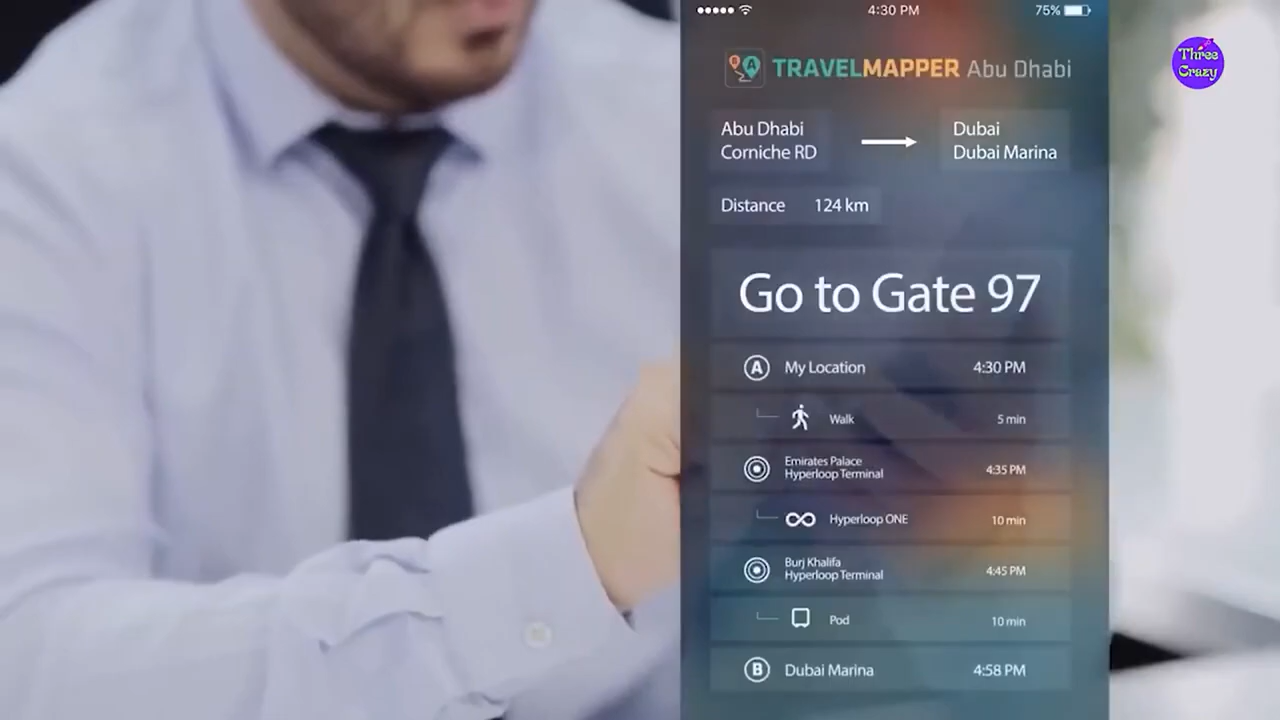 4:30 PM
75%
Three
Crazy
TRAVELMAPPER Abu Dhabi
Abu Dhabi
Corniche RD
Dubai
Dubai Marina
Distance 124 km
Go to Gate 97
A My Location 4:30 PM
Walk 5 min
Emirates Palace
Hyperloop Terminal 4:35 PM
Hyperloop ONE 10 min
Burj Khalifa
Hyperloop Terminal 4:45 PM
Pod 10 min
B Dubai Marina 4:58 PM